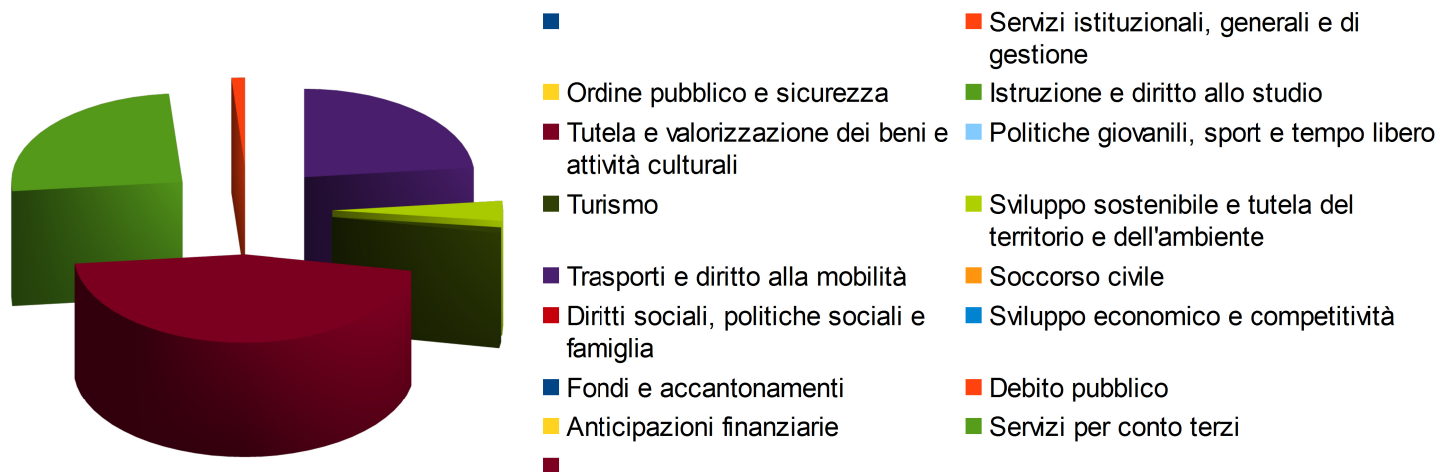 Servizi istituzionali, generali e di
gestione
Ordine pubblico e sicurezza
Istruzione e diritto allo studio
Tutela e valorizzazione dei beni e
attività culturali
Politiche giovanili, sport e tempo libero
Turismo
Sviluppo sostenibile e tutela del
territorio e dell'ambiente
Trasporti e diritto alla mobilità
Soccorso civile
Diritti sociali, politiche sociali e
famiglia
Sviluppo economico e competitività
Fondi e accantonamenti
Debito pubblico
Anticipazioni finanziarie
Servizi per conto terzi